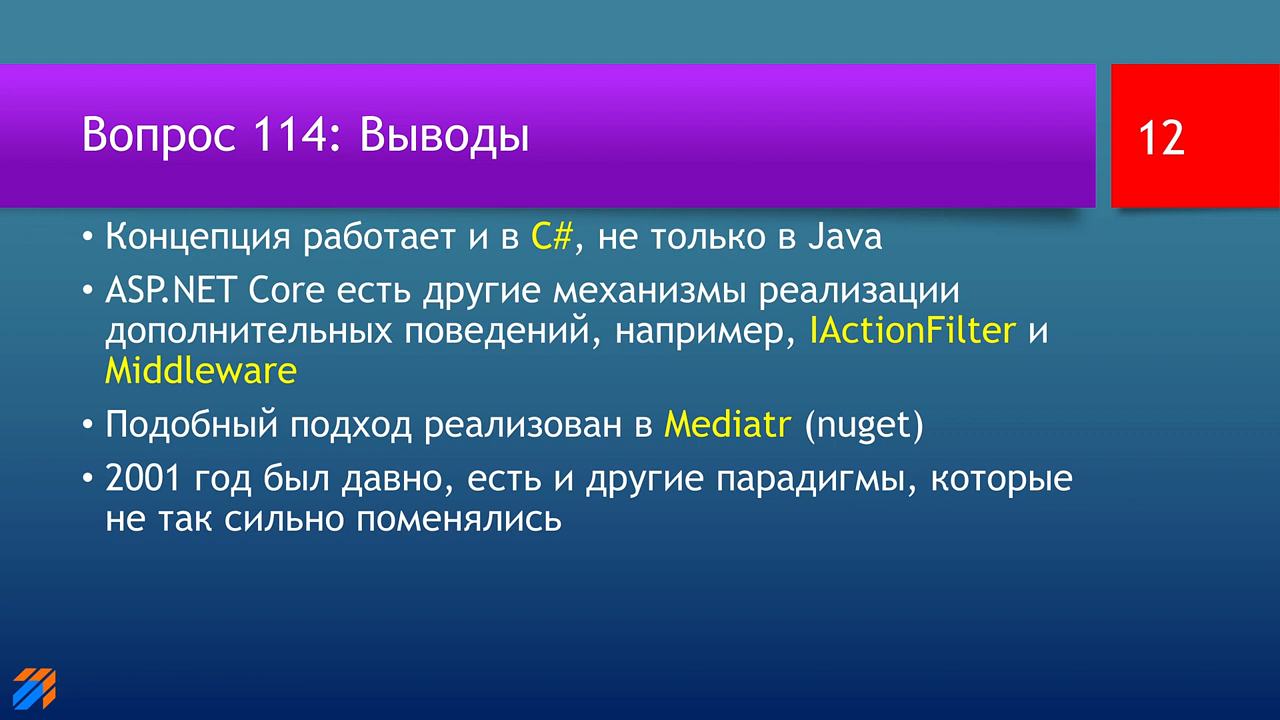 Вопрос 114: Выводы
12
• Концепция работает и в C#, не только в Java
• ASP.NET Core есть другие механизмы реализации
дополнительных поведений, например, IActionFilter и
Middleware
• Подобный подход реализован в Mediatr (nuget)
• 2001 год был давно, есть и другие парадигмы, которые
не так сильно поменялись